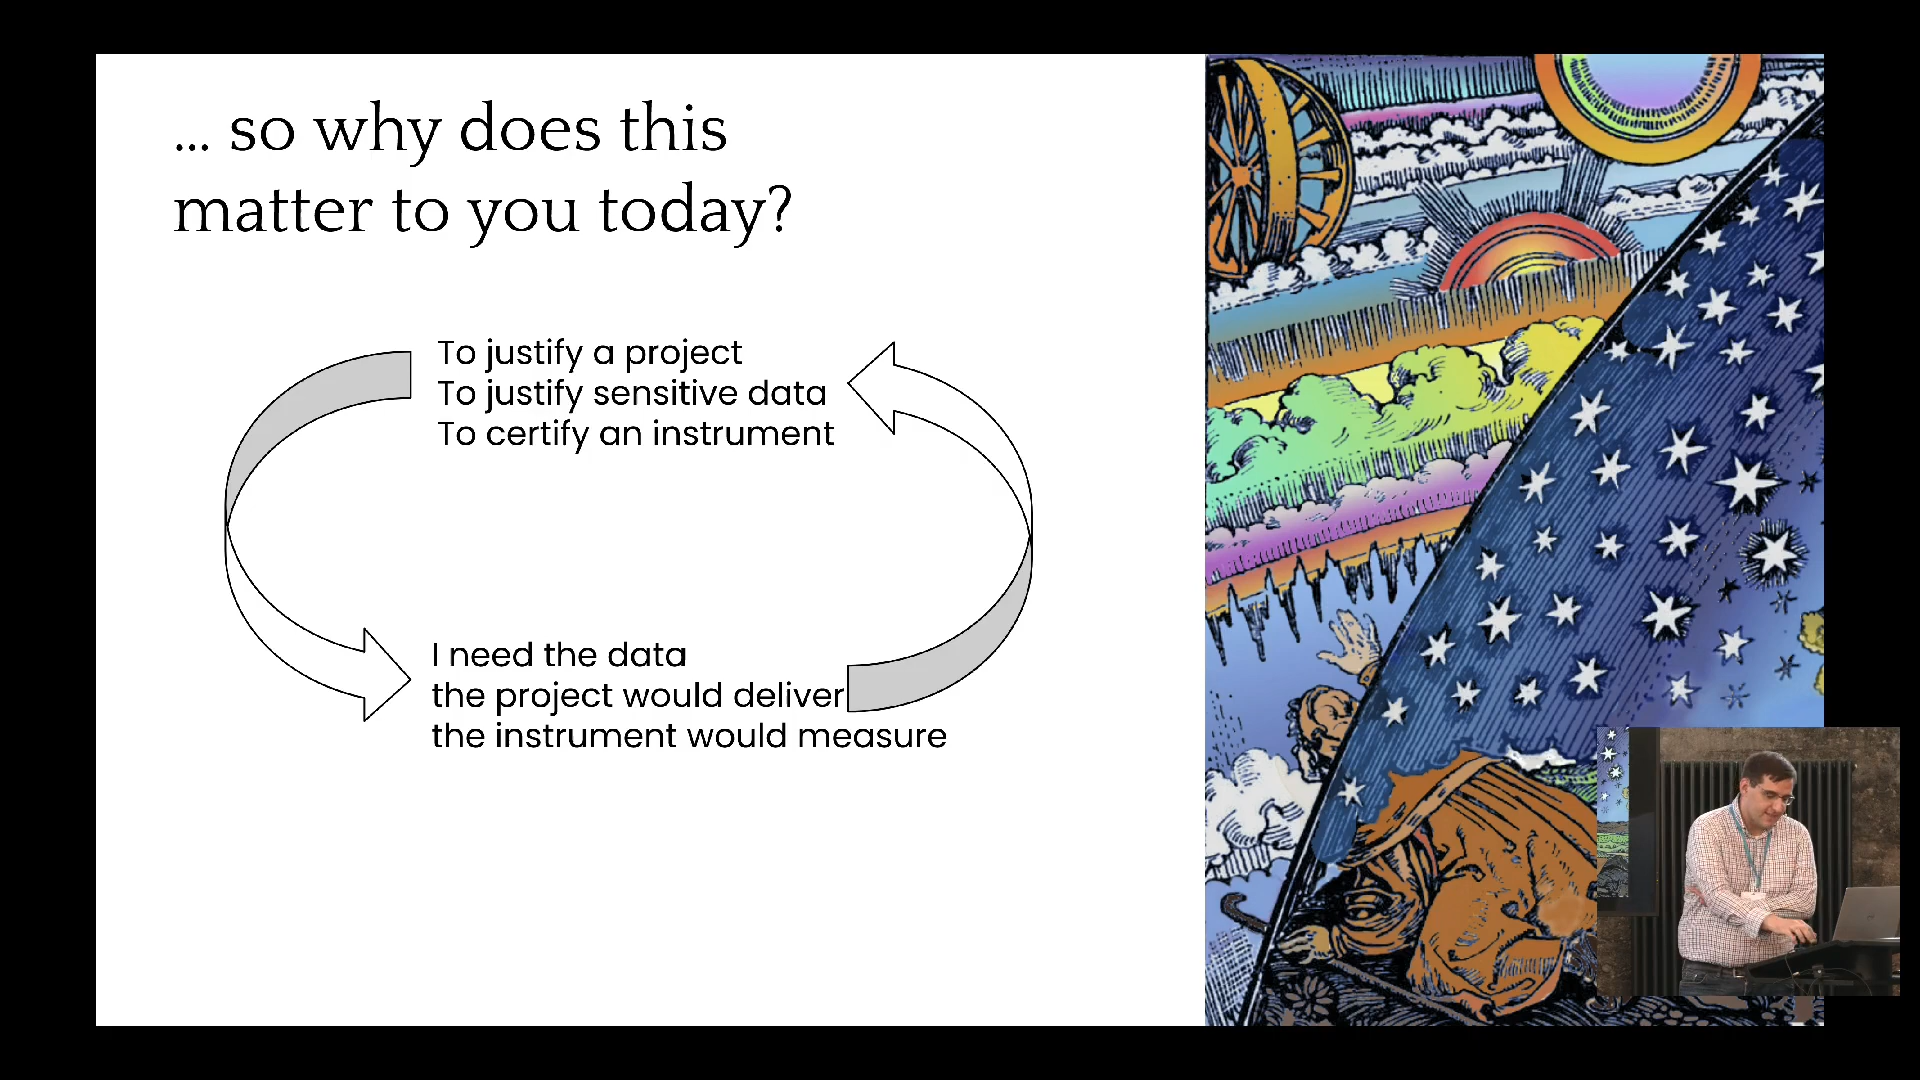 ... so why does this
matter to you today?
To justify a project
To justify sensitive data
To certify an instrument
I need the data
the project would deliver
the instrument would measure